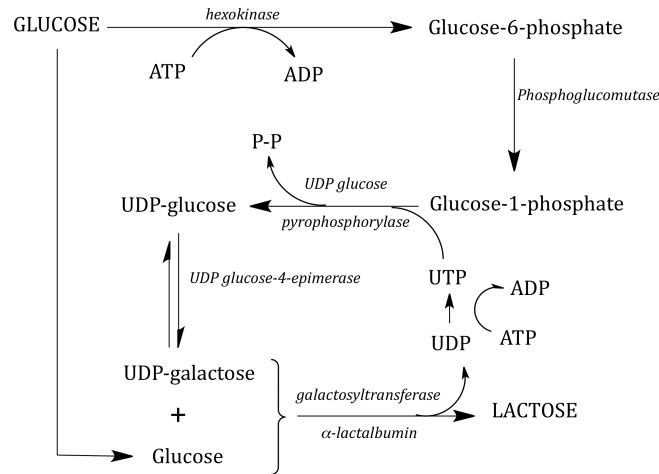 GLUCOSE
hexokinase
Glucose-6-phosphate
ATP
ADP
Phosphoglucomutase
P-P
UDP glucose
UDP-glucose
Glucose-1-phosphate
pyrophosphorylase
UDP glucose-4-epimerase
UTP
ADP
UDP
ATP
UDP-galactose
galactosyltransferase
+
LACTOSE
α-lactalbumin
Glucose